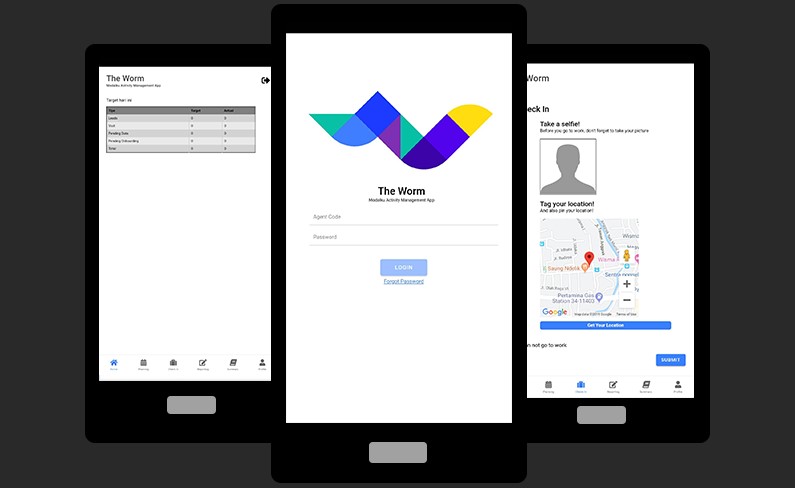 The Worm
Modalku Activity Management App
Target hari ini
Tipe Target Actual
Leads 0 0
Visit 0 0
Pending Data 0 0
Pending Onboarding 0 0
Total 0 0
Home Planning Check In Reporting Summary Profile
The Worm
Modalku Activity Management App
Agent Code
Password
LOGIN
Forgot Password
Worm
eck In
Take a selfie!
Before you go to work, don't forget to take your picture
Tag your location!
And also pin your location!
Wisma
Saung Ndolk
Pertamina Gas
Station 34-11403
Google
Map data ©2019 Google Terms of Use
Get Your Location
n not go to work
SUBMIT
Planning Check In Reporting Summary Profile